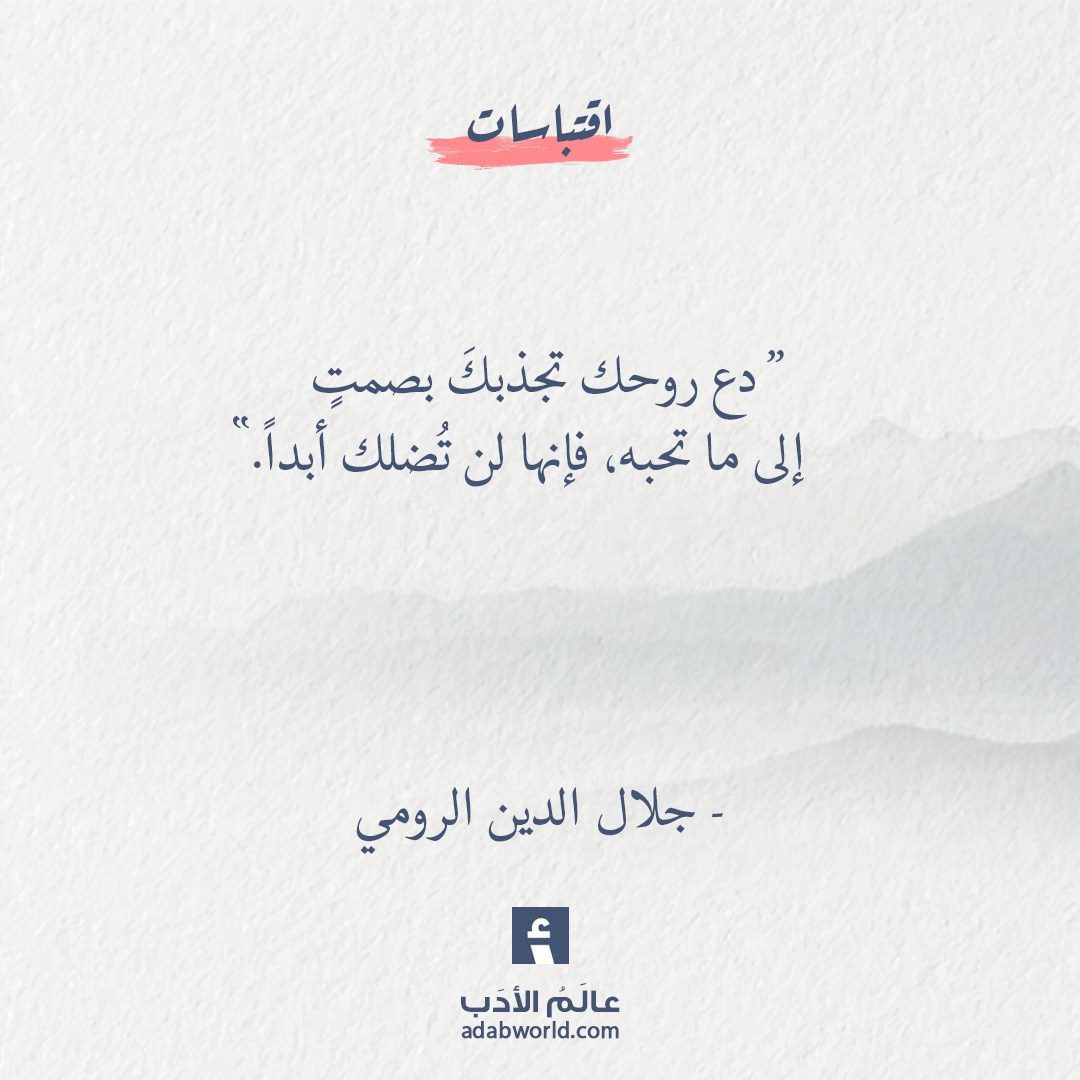 اقتباسات
” دع روحك تجذبكَ بصمتٍ
إلى ما تحبه، فإنها لن تُضلك أبداً. “
- جلال الدين الرومي
أ
عالَمُ الأدَب
adabworld.com